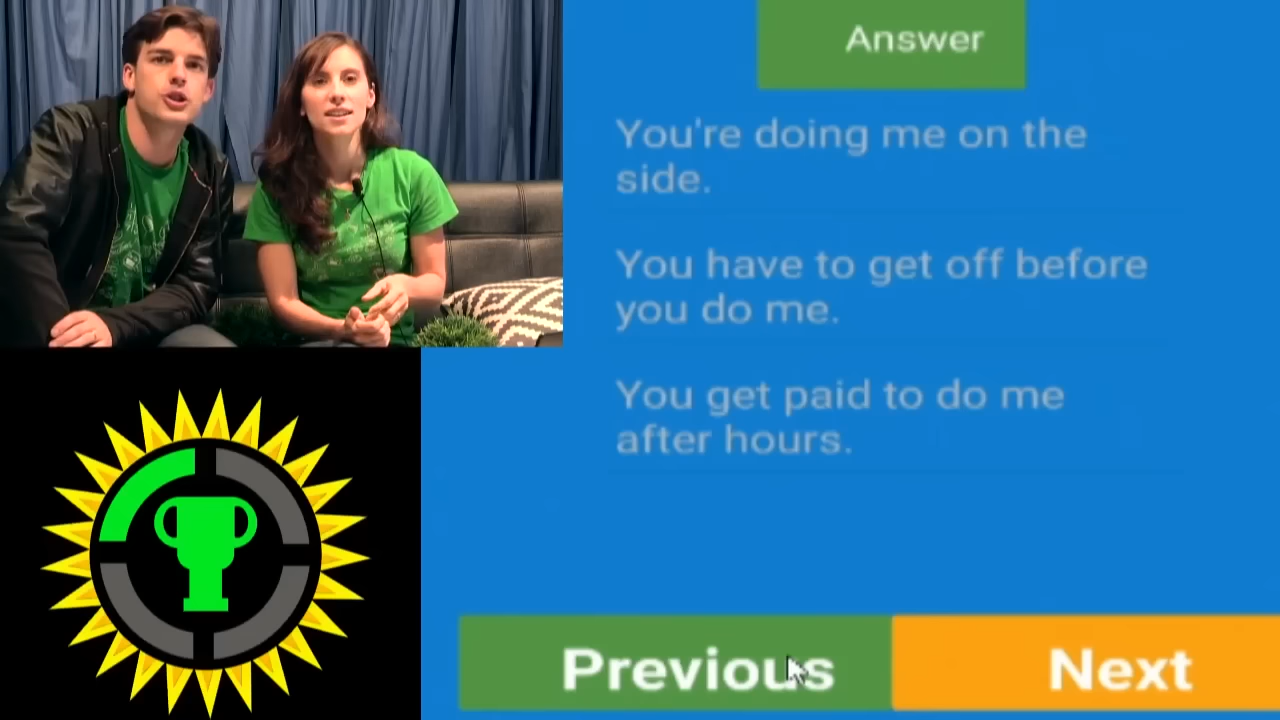 Answer
You're doing me on the
side.
You have to get off before
you do me.
You get paid to do me
after hours.
Previous
Next